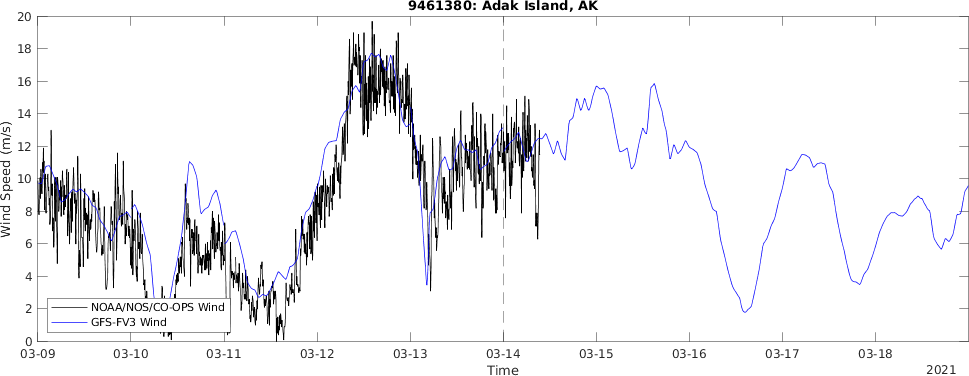 9461380: Adak Island, AK
Wind Speed (m/s)
20
18
16
14
12
10
8
6
4
2
0
NOAA/NOS/CO-OPS Wind
GFS-FV3 Wind
03-09 03-10 03-11 03-12 03-13 03-14 03-15 03-16 03-17 03-18
Time
2021